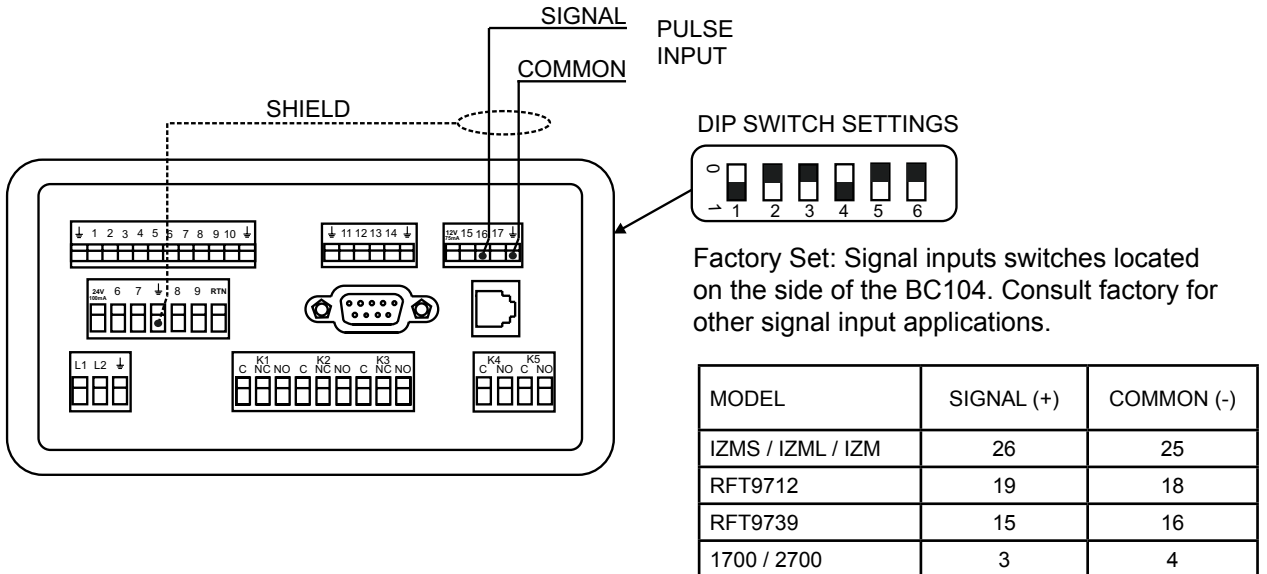 SIGNAL
PULSE
INPUT
COMMON
SHIELD
DIP SWITCH SETTINGS
0
1
1 2 3 4 5 6
1 2 3 4 5 6 7 8 9 10
11 12 13 14
12V
75mA
15 16 17
24V
100mA
6 7 8 9 RTN
L1 L2
K1 K2 K3
C NC NO C NC NO C NC NO
K4 K5
C NO C NO
Factory Set: Signal inputs switches located
on the side of the BC104. Consult factory for
other signal input applications.
MODEL SIGNAL (+) COMMON (-)
IZMS / IZML / IZM 26 25
RFT9712 19 18
RFT9739 15 16
1700 / 2700 3 4